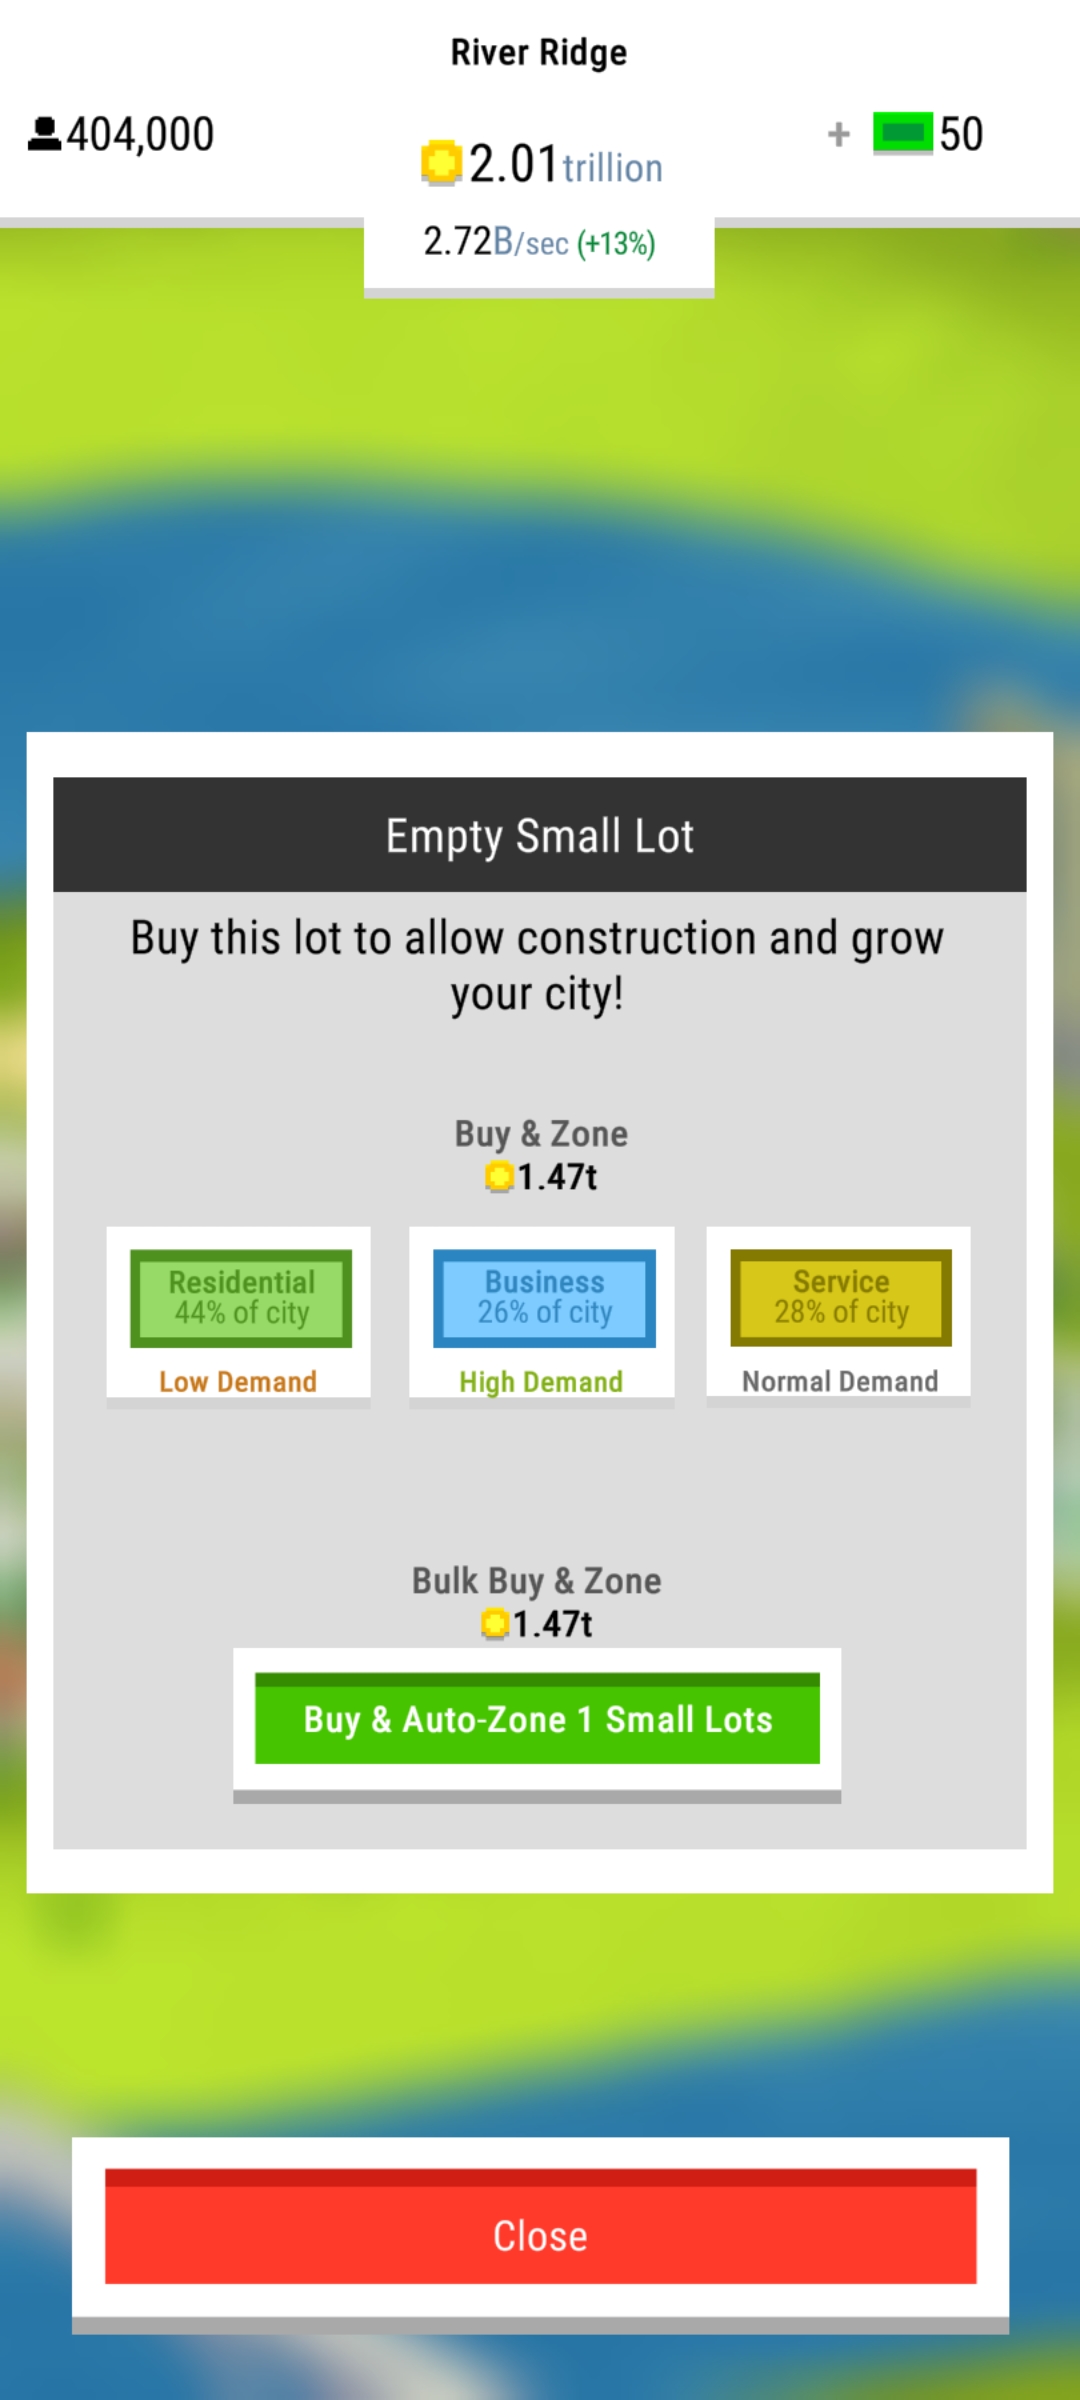 River Ridge
404,000
2.01trillion
+ 50
2.72B/sec (+13%)
Empty Small Lot
Buy this lot to allow construction and grow
your city!
Buy & Zone
1.47t
Residential
44% of city
Low Demand
Business
26% of city
High Demand
Service
28% of city
Normal Demand
Bulk Buy & Zone
1.47t
Buy & Auto-Zone 1 Small Lots
Close